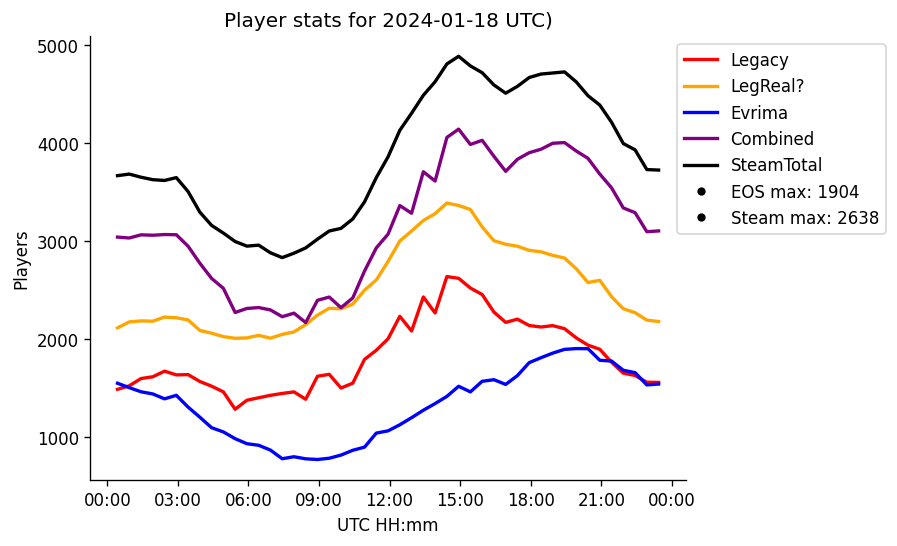 Player stats for 2024-01-18 UTC)
5000
4000
3000
2000
1000
Players
00:00 03:00 06:00 09:00 12:00 15:00 18:00 21:00 00:00
UTC HH:mm
Legacy
LegReal?
Evrima
Combined
SteamTotal
EOS max: 1904
Steam max: 2638